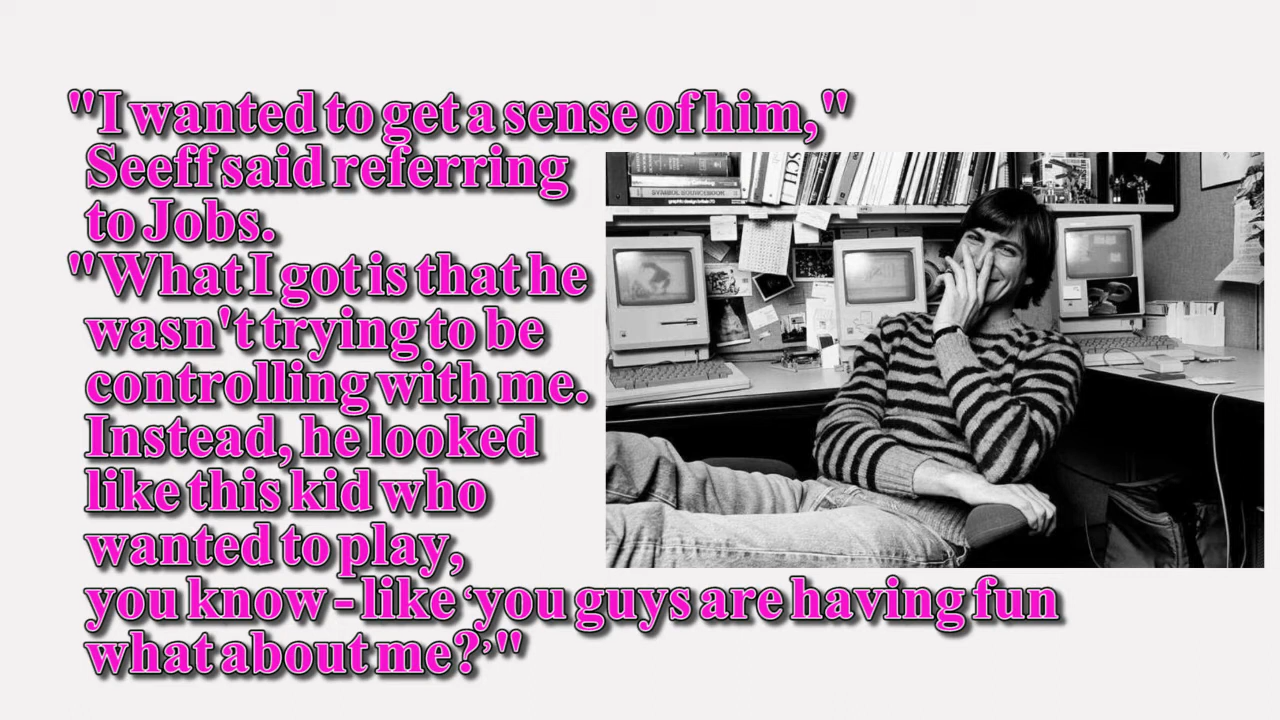 "I wanted to get a sense of him,"
Seeff said referring
to Jobs.
"What I got is that he
wasn't trying to be
controlling with me.
Instead, he looked
like this kid who
wanted to play,
you know - like ‘you guys are having fun
what about me?’"
SYMBOL SOURCEBOOK